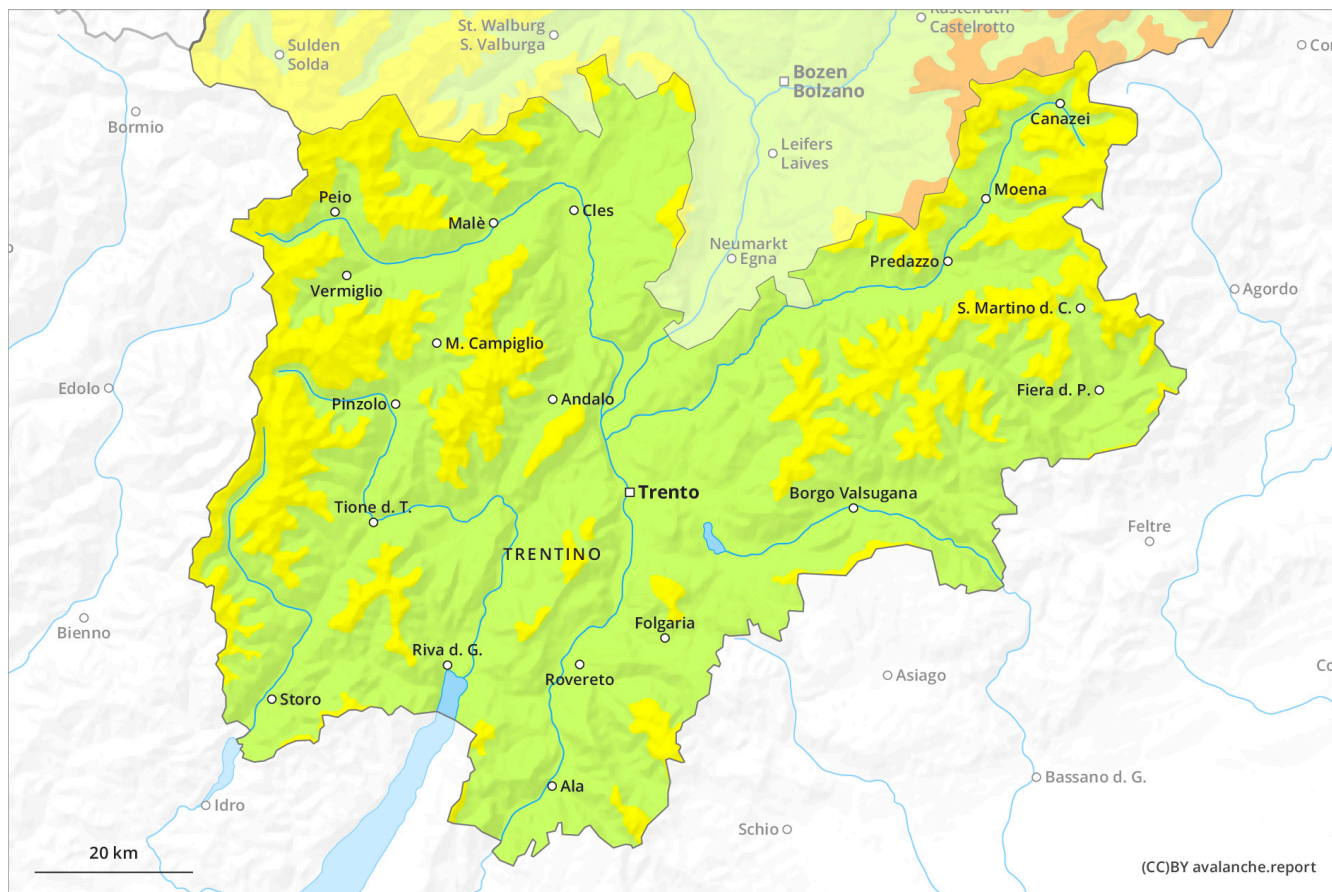 Kastelruth
Castelrotto
St. Walburg
S. Valburga
Sulden
Solda
Bozen
Bolzano
Bormio
Canazei
Leifers
Laives
Peio
Moena
Malè
Cles
Neumarkt
Egna
Predazzo
Vermiglio
Agordo
S. Martino d. C.
M. Campiglio
Edolo
Fiera d. P.
Pinzolo
Andalo
Trento
Borgo Valsugana
Tione d. T.
Feltre
TRENTINO
Bienno
Folgaria
Riva d. G.
Rovereto
Asiago
Storo
Bassano d. G.
Ala
Idro
Schio
20 km
(CC)BY avalanche.report